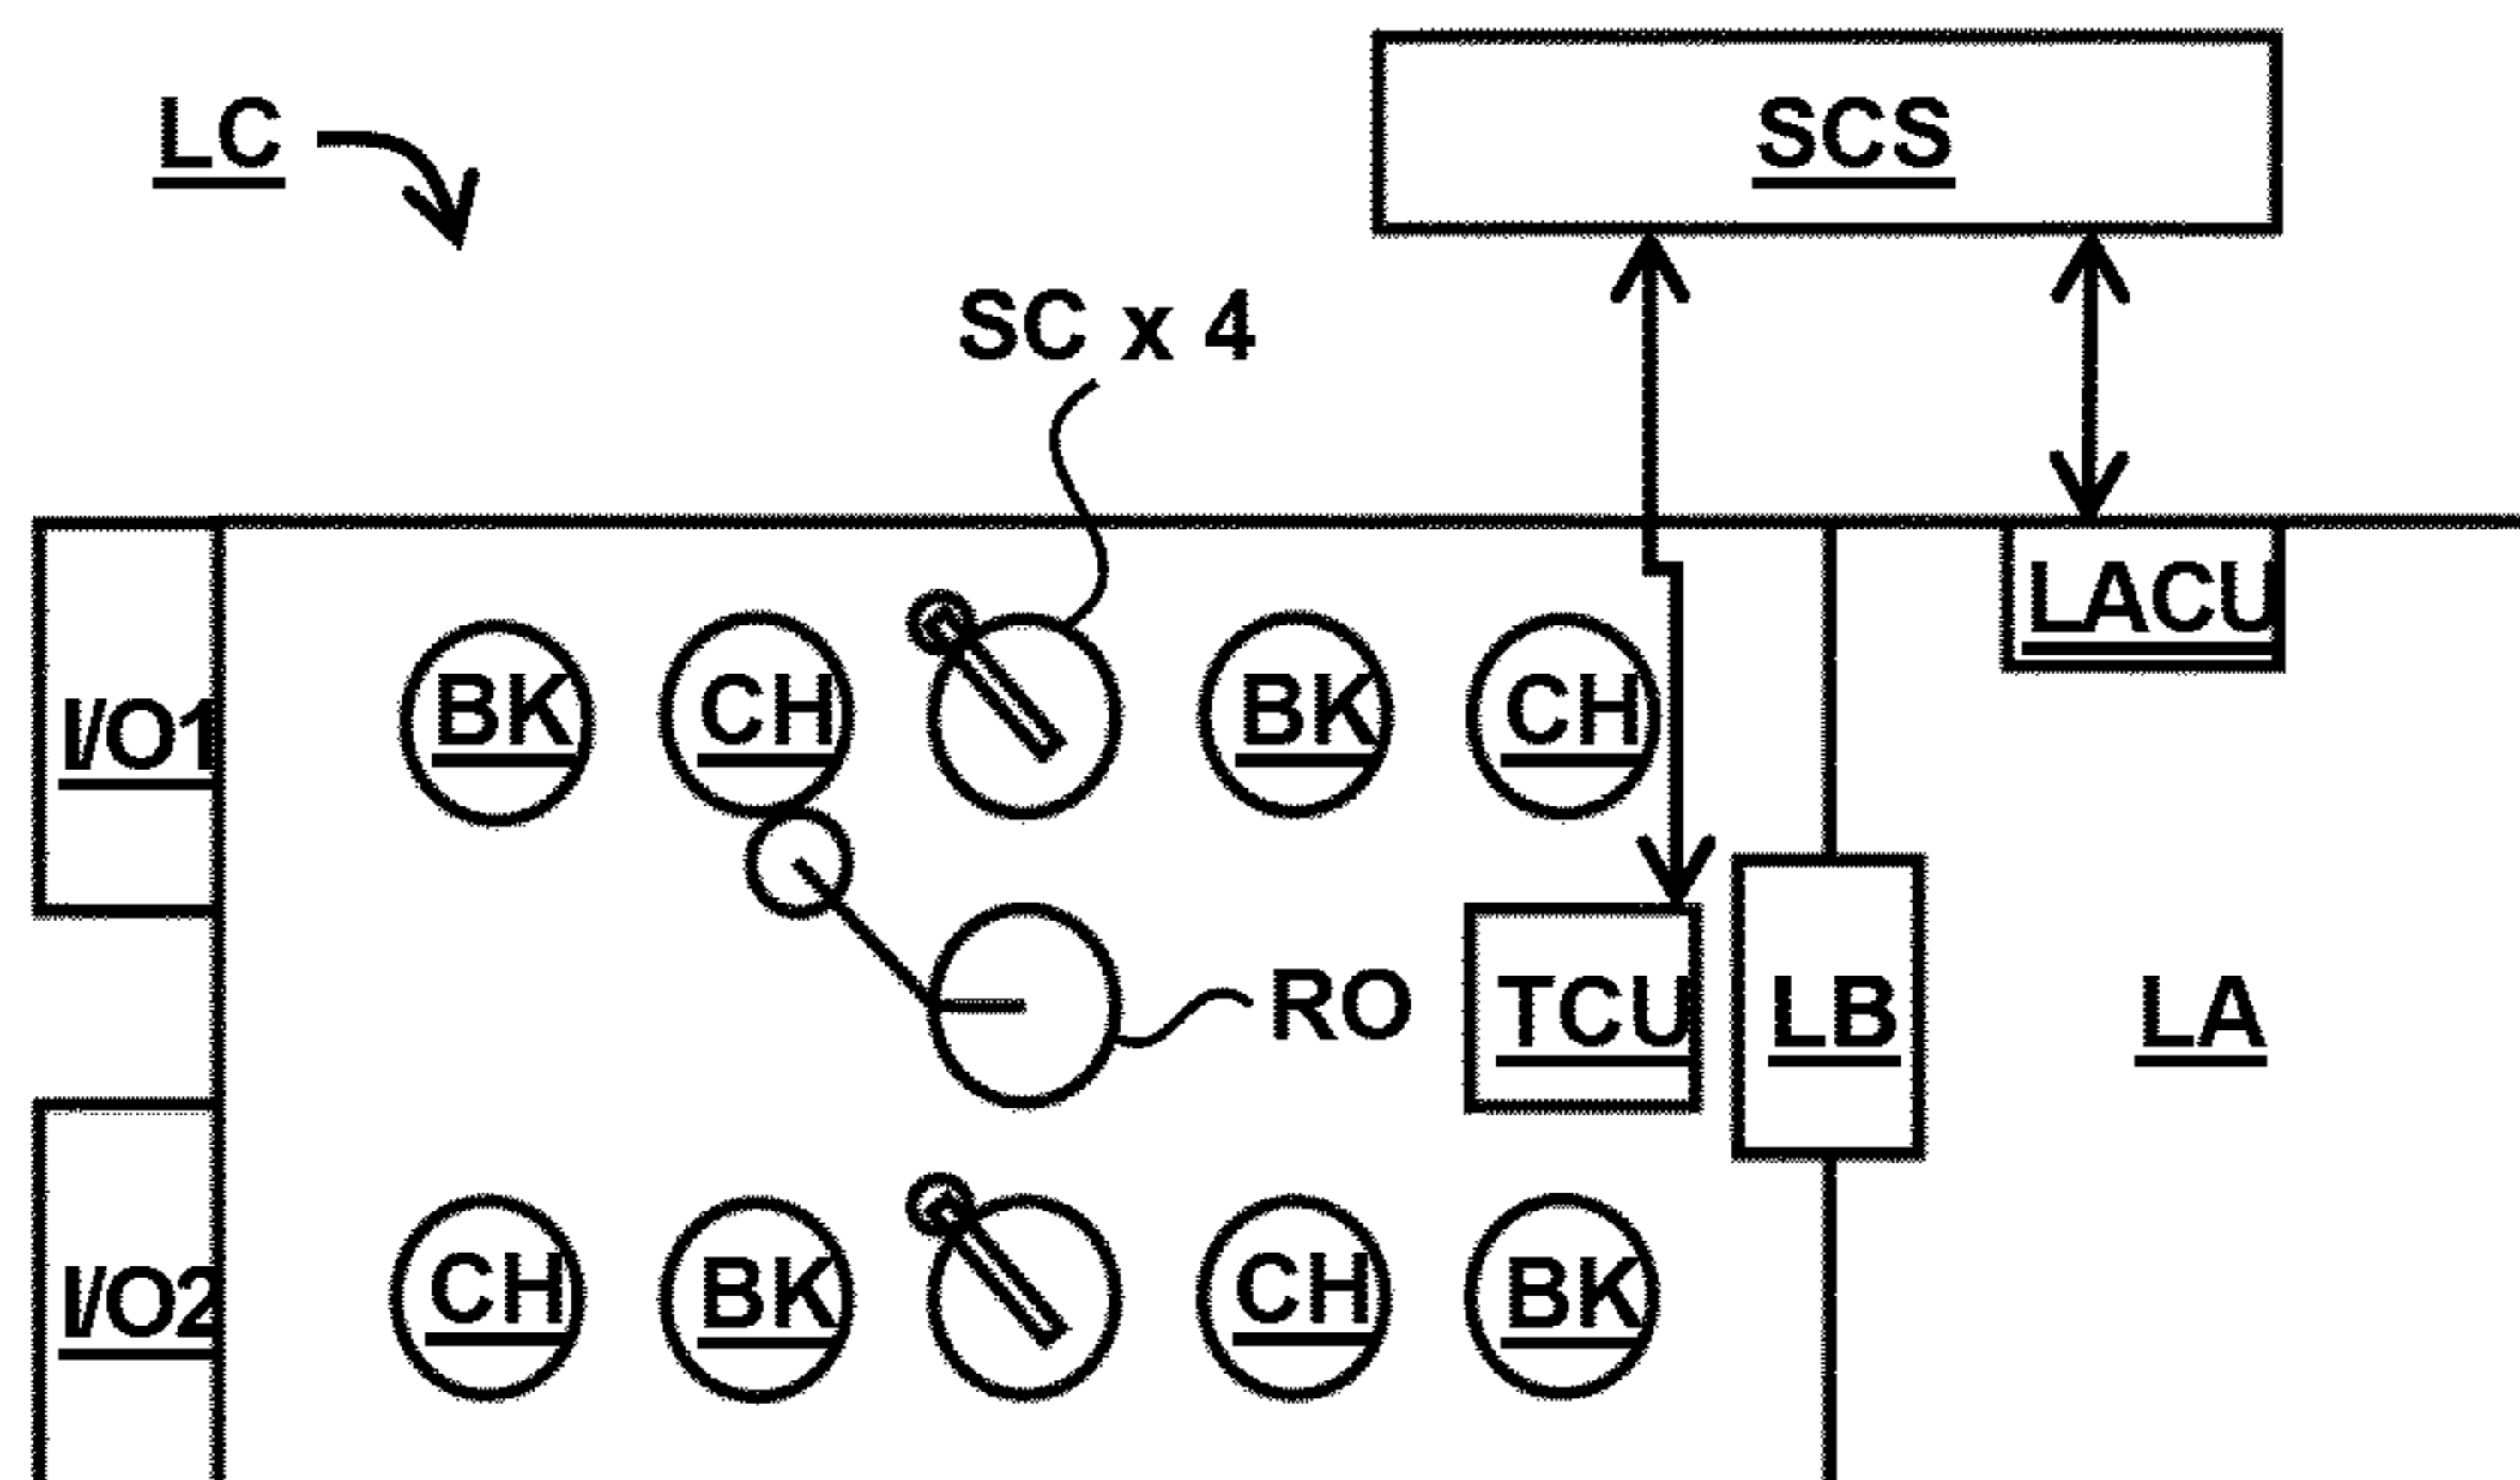 LC
SCS
SC x 4
LACU
I/O1
BK
CH
BK
CH
RO
TCU
LB
LA
I/O2
CH
BK
CH
BK